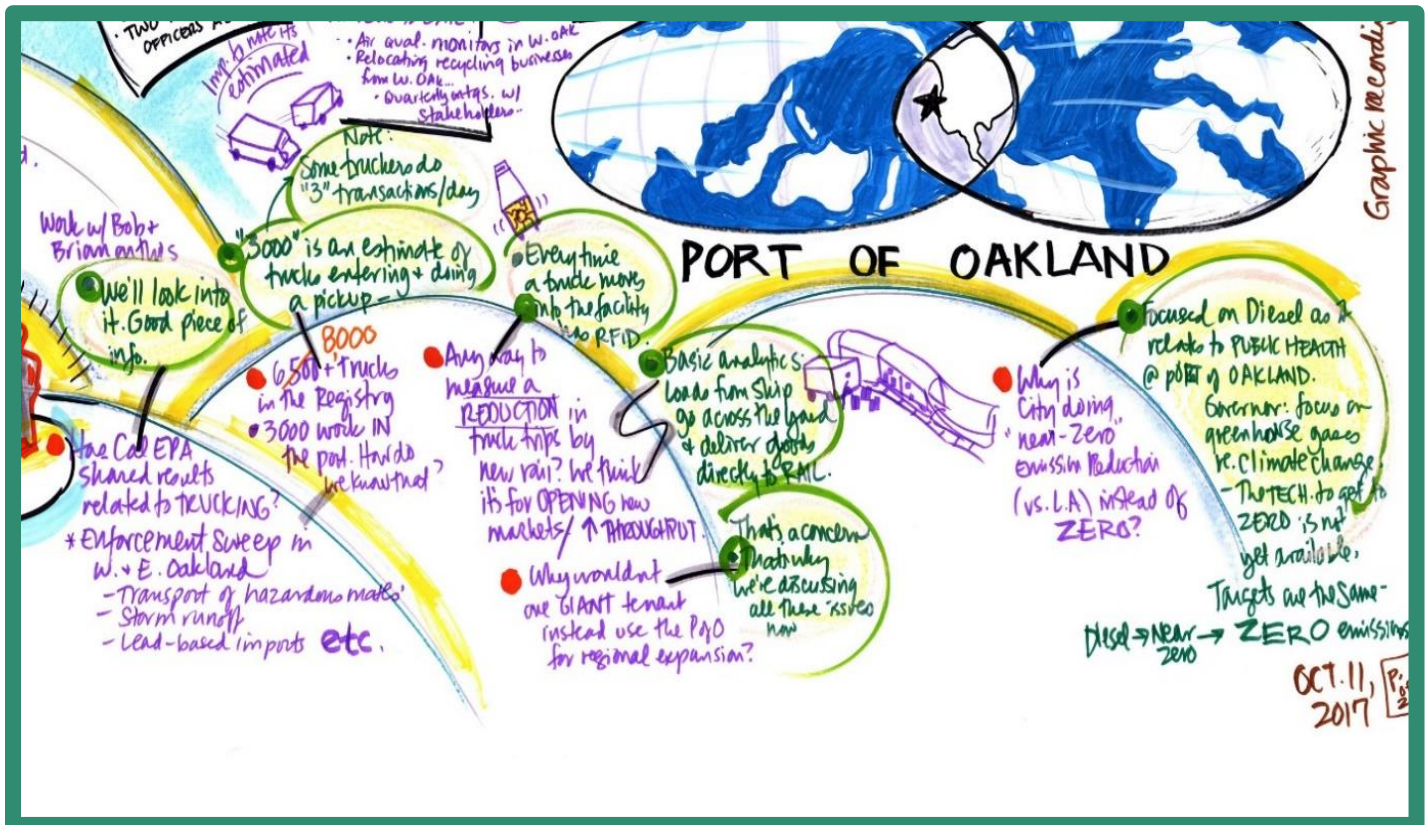 • TWO
OFFICERS
Imp. to note its
estimated
• Air qual. monitors in W. OAK
• Relocating recycling businesses
from W. OAK...
• Quarterly mtgs. w/
stakeholders...
Note:
Some truckers do
"3" transactions/day
Work w/ Bob +
Brian on this
We'll look into
it. Good piece of
info.
"3000" is an estimate of
trucks entering + doing
a pickup -
Everytime
a truck moves
into the facility
has RFID.
PORT OF OAKLAND
Graphic Recording
8000
6,500+ Trucks
in the Registry
• 3000 work IN
the port. How do
we know that?
Any way to
measure a
REDUCTION in
truck trips by
new rail? We think
it's for OPENING new
markets/ ↑ THROUGHPUT.
Basic analytics:
Loads from Ship
go across the yard
& deliver goods
directly to RAIL.
Why is
City doing
"near-Zero"
Emission Reduction
(vs. L.A) instead of
ZERO?
Focused on Diesel as it
relates to PUBLIC HEALTH
@ PORT of OAKLAND.
Governor: focus on
greenhouse gases
re. climate change.
- The TECH. to get to
ZERO is not
yet available.
Targets are the Same-
Diesel → Near → ZERO emissions
zero
Has Cal EPA
shared results
related to TRUCKING?
* Enforcement Sweep in
W. + E. Oakland
- Transport of hazardous mat'ls
- Storm runoff
- Lead-based imports etc.
Why wouldn't
one GIANT tenant
instead use the PoO
for regional expansion?
That's a concern
That's why
we're discussing
all these issues
now
OCT. 11,
2017